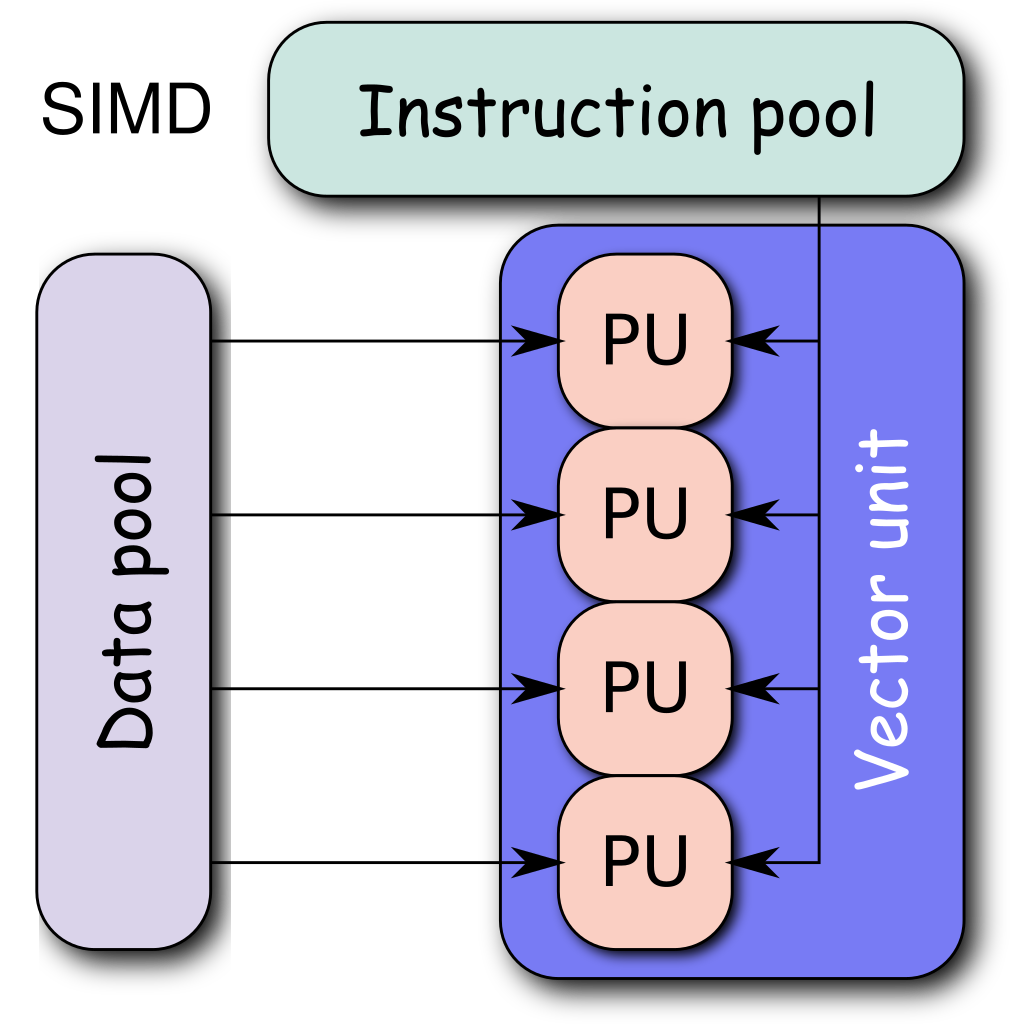 SIMD
Instruction pool
Data pool
PU
PU
PU
PU
Vector unit